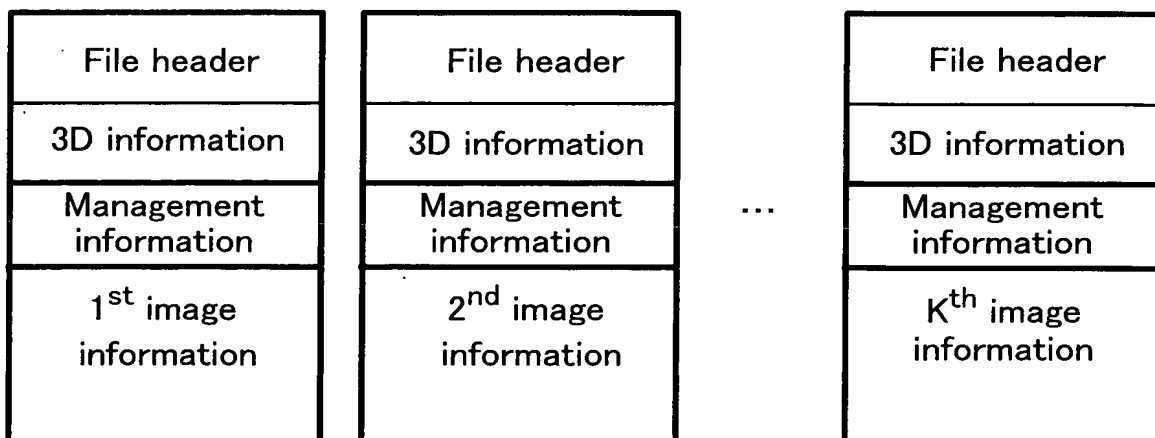 File header
3D information
Management
information
1st image
information
File header
3D information
Management
information
2nd image
information
...
File header
3D information
Management
information
Kth image
information